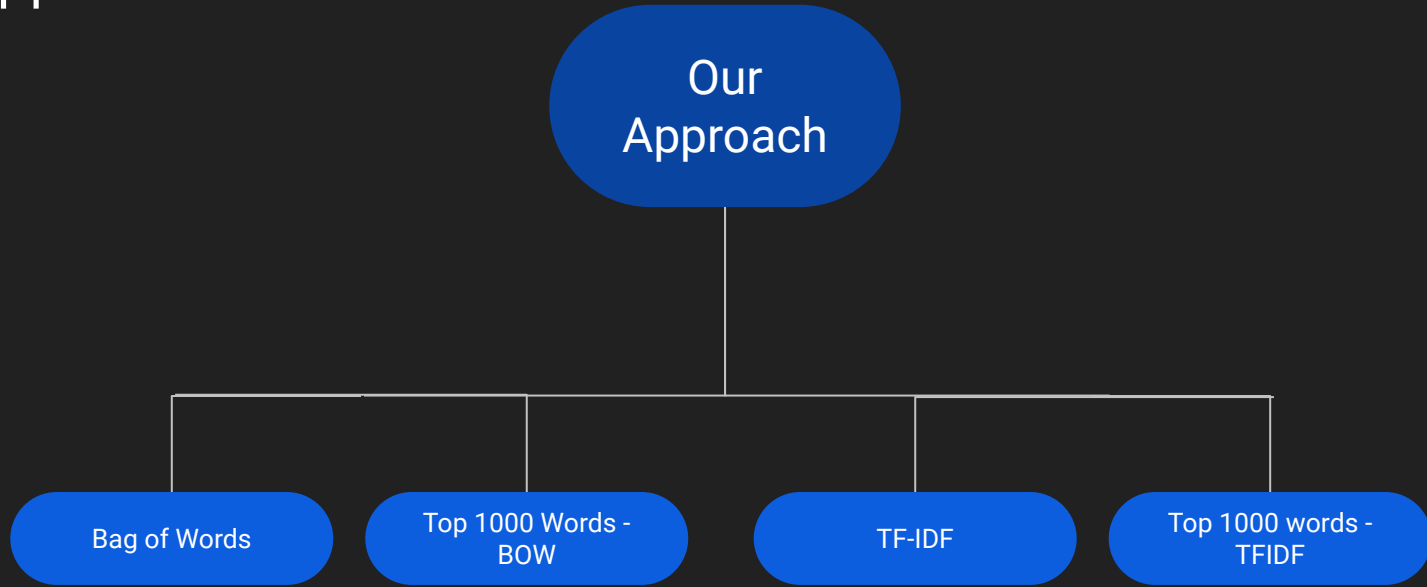 Our
Approach
Bag of Words
Top 1000 Words -
BOW
TF-IDF
Top 1000 words -
TFIDF